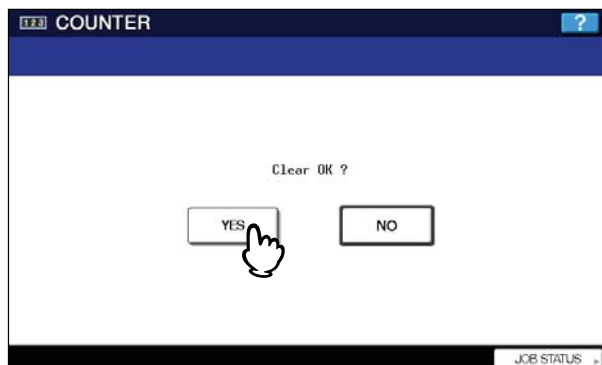 123 COUNTER
?
Clear OK ?
YES NO
JOB STATUS